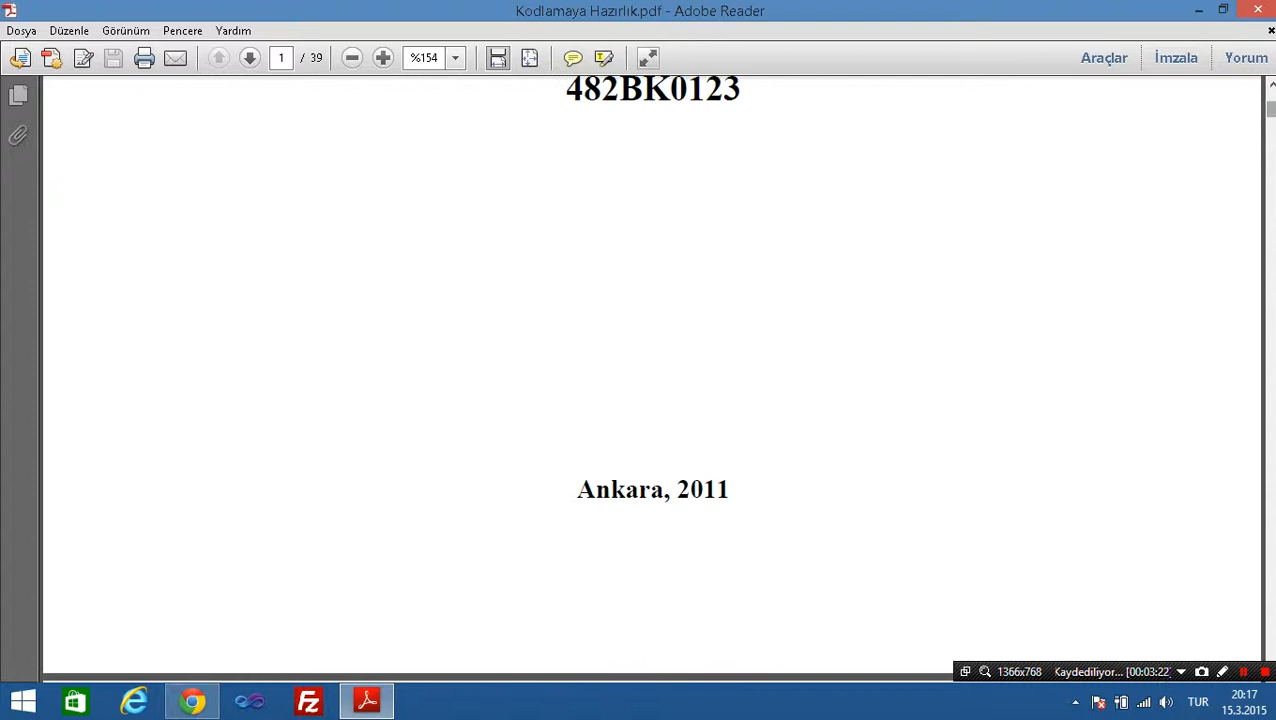 Kodlamaya Hazırlık.pdf - Adobe Reader
Dosya Düzenle Görünüm Pencere Yardım
1 / 39 %154 Araçlar İmzala Yorum
482BK0123
Ankara, 2011
1366x768 Kaydediliyor... [00:03:22]
TUR
20:17
15.3.2015